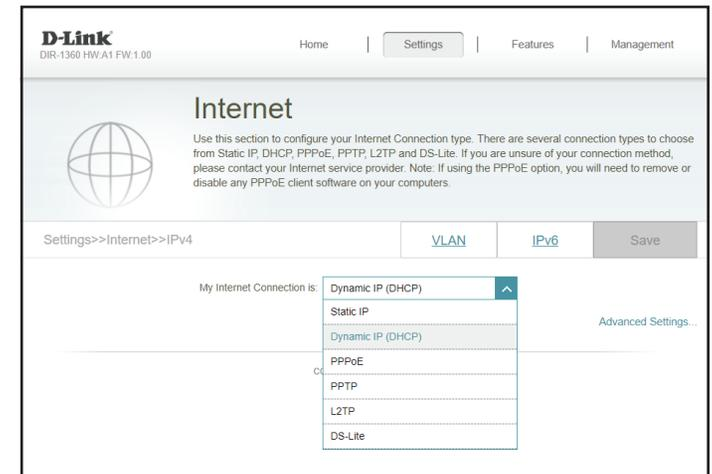 D-Link
DIR-1360 HW:A1 FW:1.00
Home | Settings | Features | Management
Internet
Use this section to configure your Internet Connection type. There are several connection types to choose
from Static IP, DHCP, PPPoE, PPTP, L2TP and DS-Lite. If you are unsure of your connection method,
please contact your Internet service provider. Note: If using the PPPoE option, you will need to remove or
disable any PPPoE client software on your computers.
Settings>>Internet>>IPv4 VLAN IPv6 Save
My Internet Connection is: Dynamic IP (DHCP)
Static IP
Advanced Settings...
Dynamic IP (DHCP)
PPPoE
PPTP
L2TP
DS-Lite